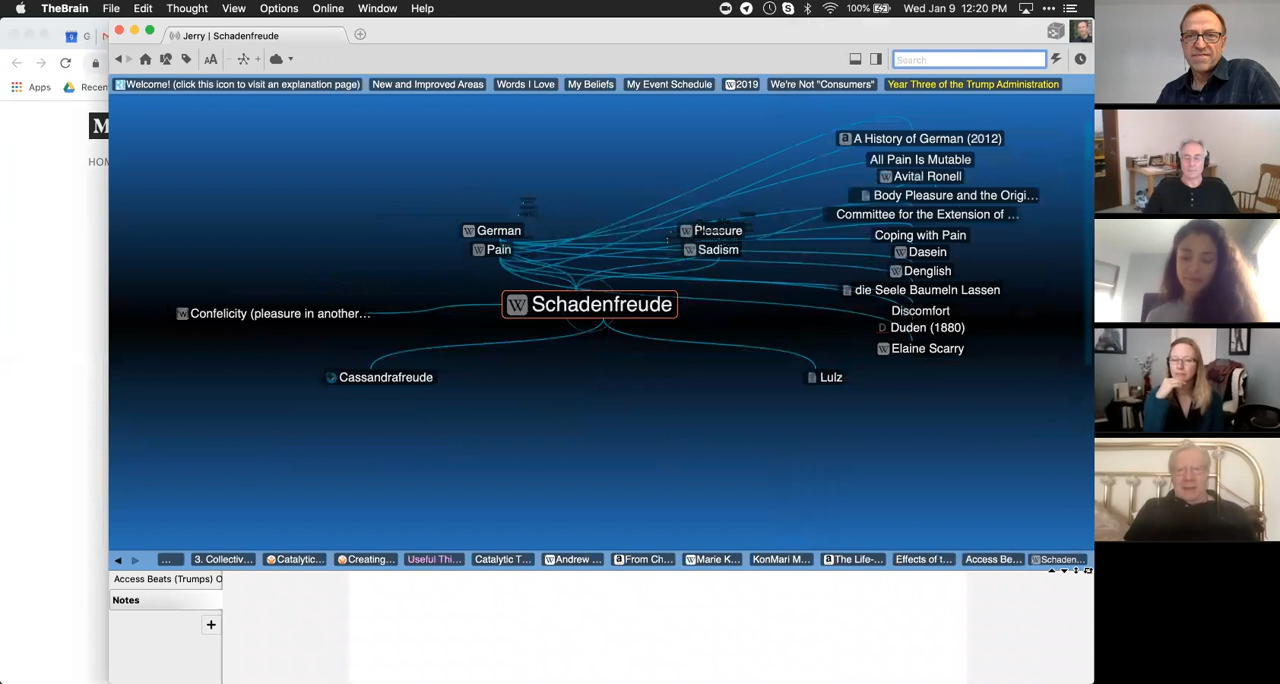 TheBrain File Edit Thought View Options Online Window Help 100% Wed Jan 9 12:20 PM
Jerry | Schadenfreude
G
Search
Apps Recen
Welcome! (click this icon to visit an explanation page) New and Improved Areas Words I Love My Beliefs My Event Schedule 2019 We're Not "Consumers" Year Three of the Trump Administration
M
HOM
A History of German (2012)
All Pain Is Mutable
Avital Ronell
Body Pleasure and the Origi...
Committee for the Extension of ...
German Pleasure
Coping with Pain
Pain Sadism
Dasein
Denglish
die Seele Baumeln Lassen
Schadenfreude
Confelicity (pleasure in another...
Discomfort
Duden (1880)
Elaine Scarry
Cassandrafreude Lulz
... 3. Collectiv... Catalytic... Creating... Useful Thi... Catalytic T... Andrew ... From Ch... Marie K... KonMari M... The Life-... Effects of t... Access Be... Schaden...
Access Beats (Trumps) O
Notes
+